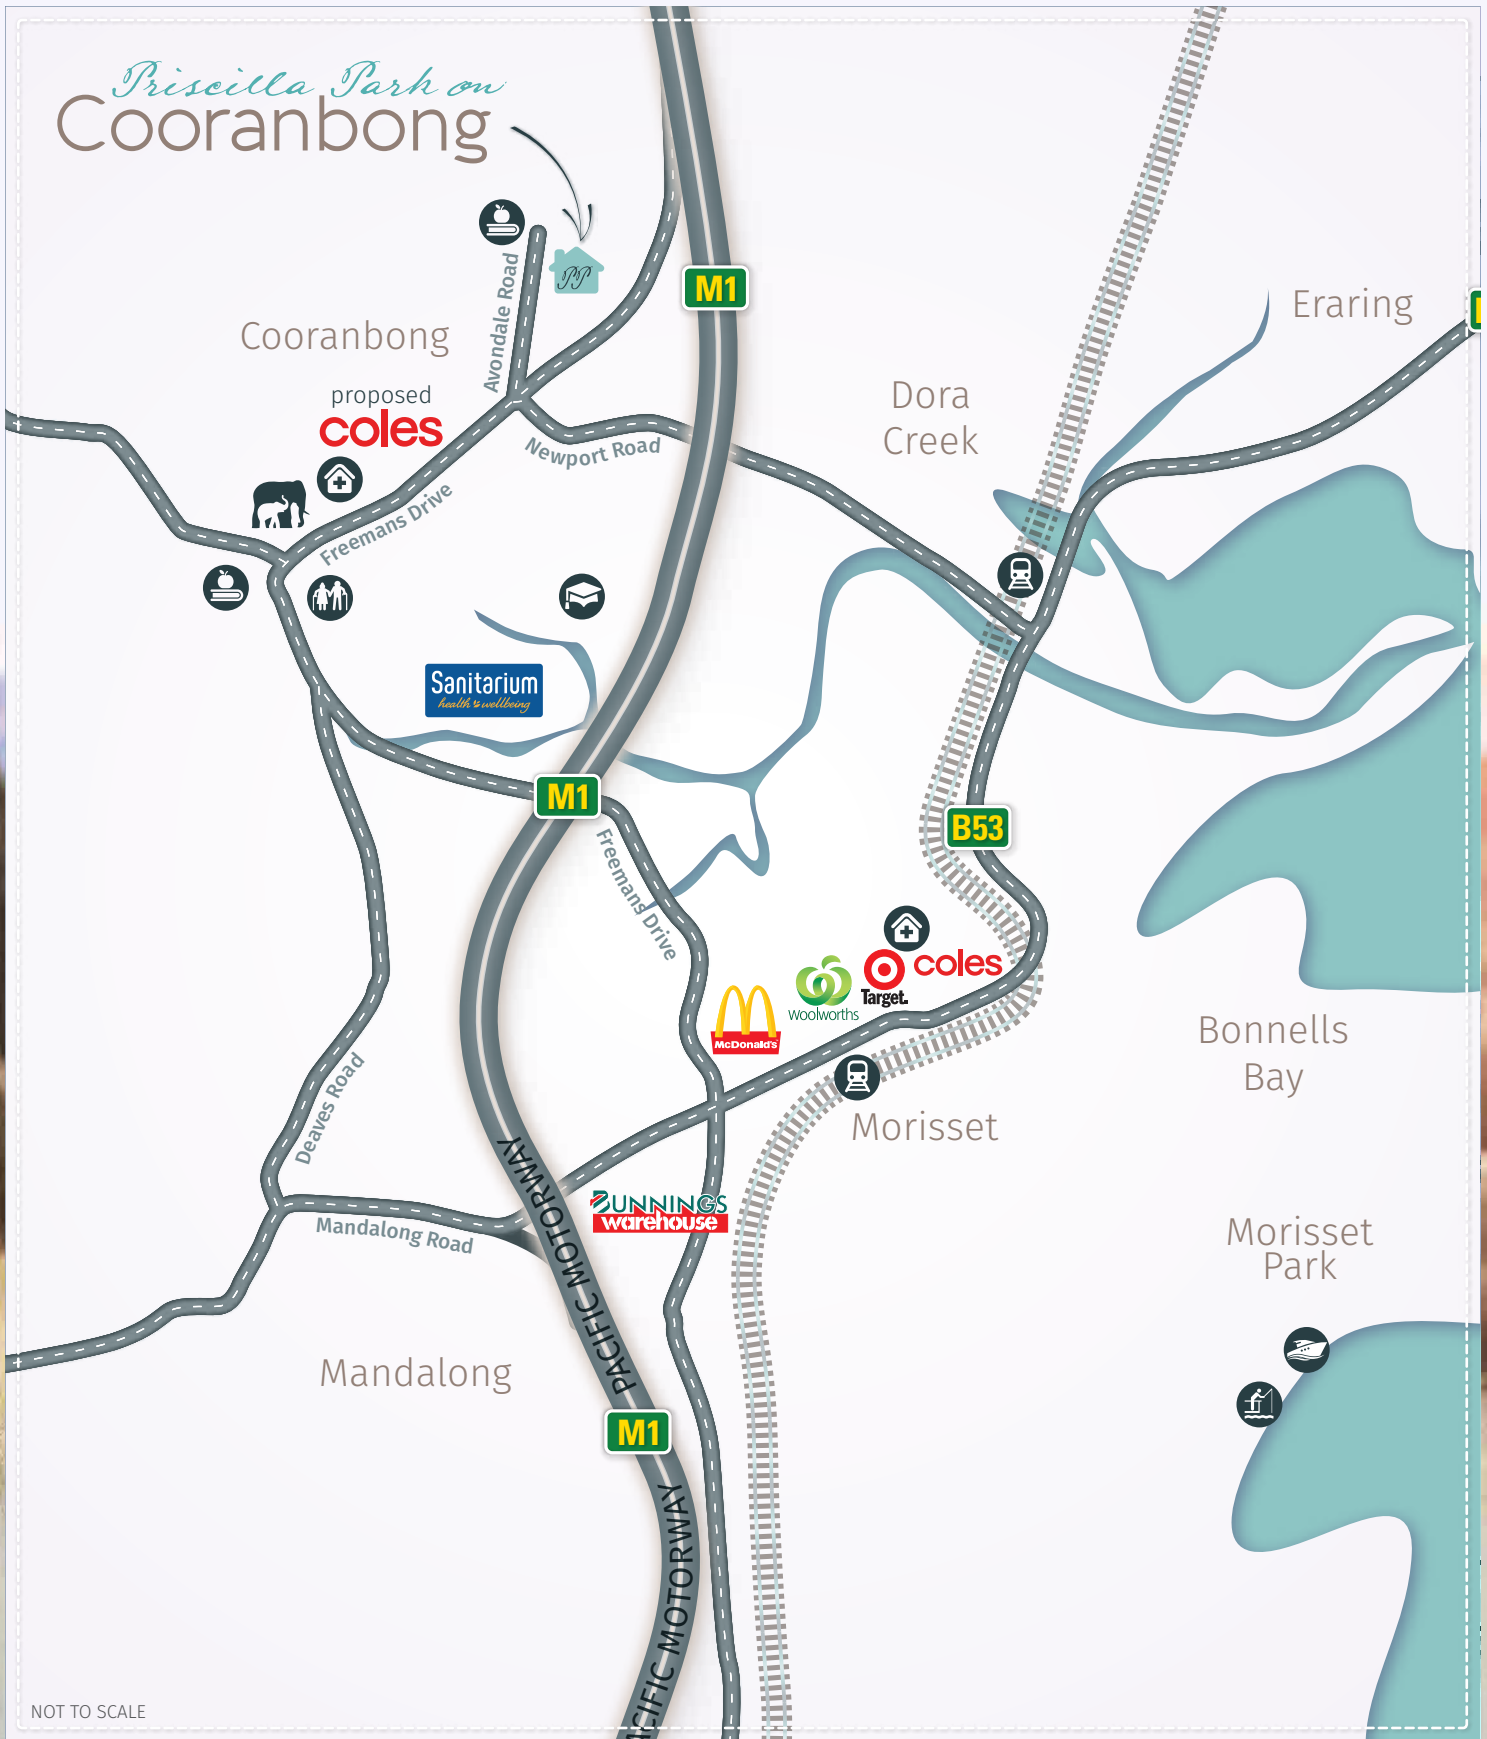 Priscilla Park on
Cooranbong
M1
Eraring
Avondale Road
Cooranbong
proposed
coles
Dora
Creek
Newport Road
Freemans Drive
Sanitarium
health & wellbeing
M1
B53
Freemans Drive
coles
Target.
Woolworths
McDonald's
Bonnells
Bay
Deaves Road
Morisset
PACIFIC MOTORWAY
BUNNINGS
warehouse
Mandalong Road
Morisset
Park
Mandalong
M1
PACIFIC MOTORWAY
NOT TO SCALE
PP